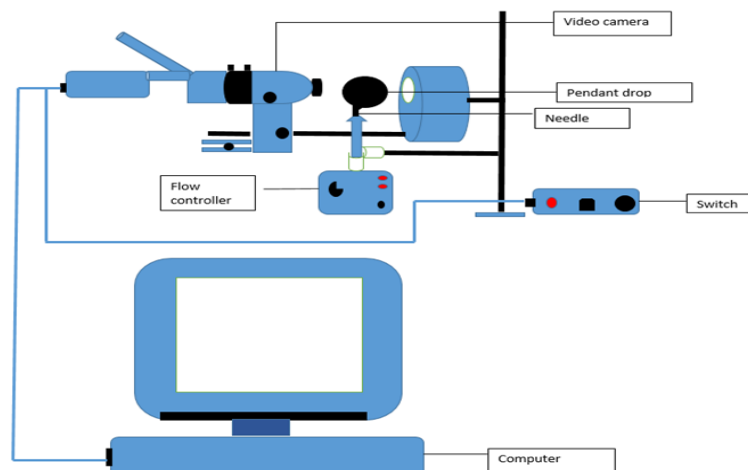 Video camera
Pendant drop
Needle
Flow
controller
Switch
Computer